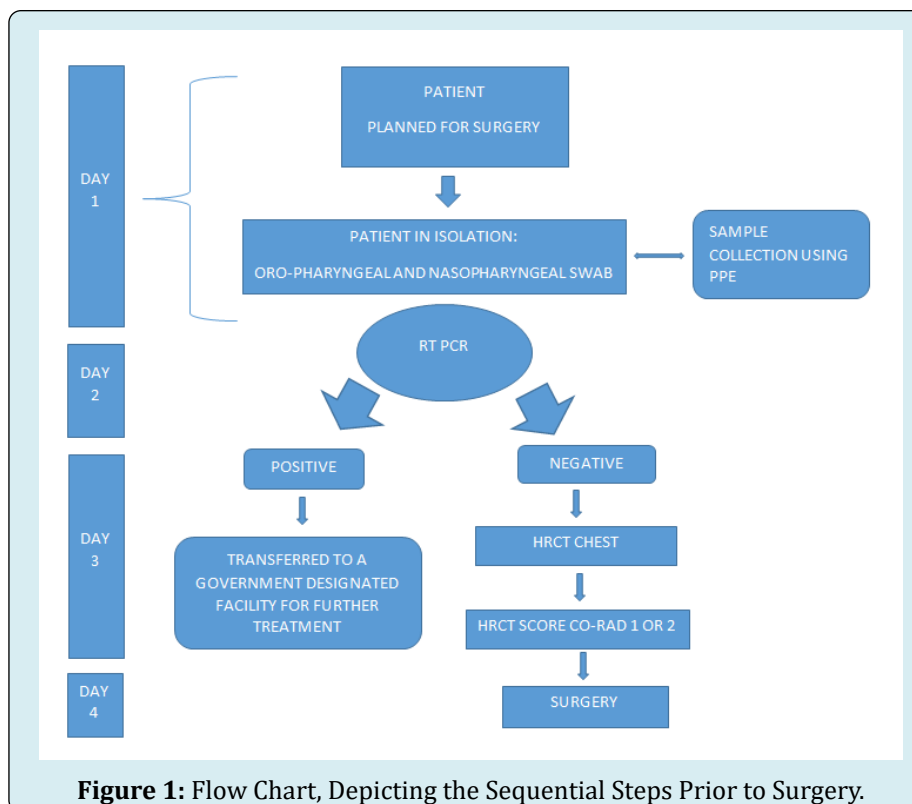 PATIENT
PLANNED FOR SURGERY
DAY
1
PATIENT IN ISOLATION:
ORO-PHARYNGEAL AND NASOPHARYNGEAL SWAB
SAMPLE
COLLECTION USING
PPE
RT PCR
DAY
2
POSITIVE
NEGATIVE
DAY
3
HRCT CHEST
TRANSFERRED TO A
GOVERNMENT DESIGNATED
FACILITY FOR FURTHER
TREATMENT
HRCT SCORE CO-RAD 1 OR 2
DAY
4
SURGERY
Figure 1: Flow Chart, Depicting the Sequential Steps Prior to Surgery.